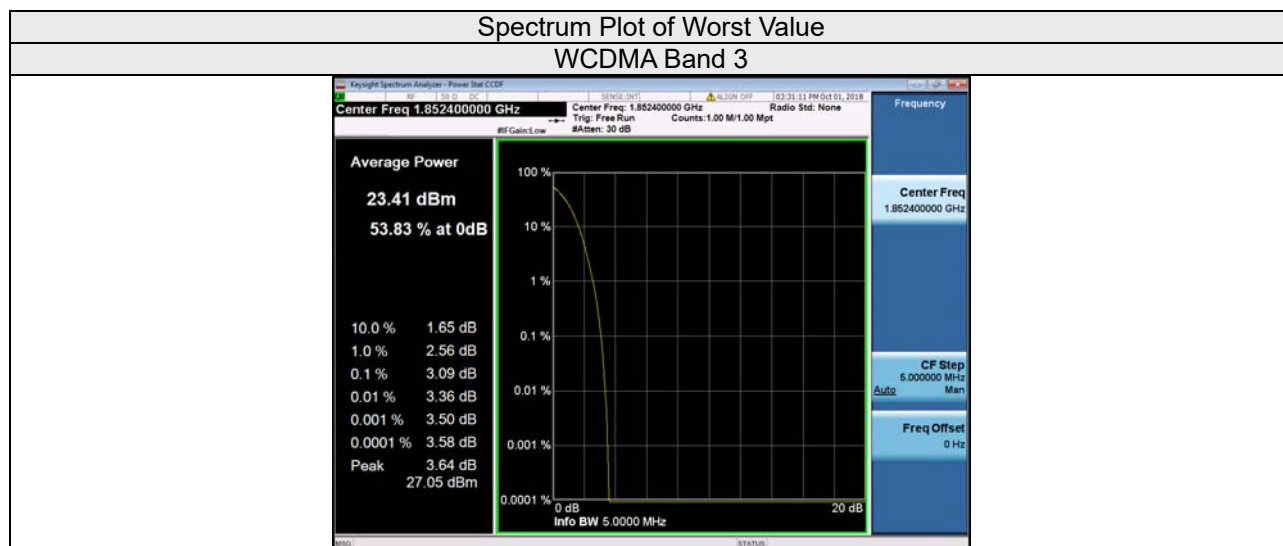 Spectrum Plot of Worst Value
WCDMA Band 3
Keysight Spectrum Analyzer - Power Stat CCDF
RF 50 Ω DC SENSE:INT ALIGN OFF 03:31:11 PM Oct 01, 2018
Center Freq 1.852400000 GHz
Center Freq: 1.852400000 GHz Radio Std: None
Trig: Free Run Counts:1.00 M/1.00 Mpt
#IFGain:Low #Atten: 30 dB
Frequency
Average Power
23.41 dBm
53.83 % at 0dB
10.0 % 1.65 dB
1.0 % 2.56 dB
0.1 % 3.09 dB
0.01 % 3.36 dB
0.001 % 3.50 dB
0.0001 % 3.58 dB
Peak 3.64 dB
27.05 dBm
100 %
10 %
1 %
0.1 %
0.01 %
0.001 %
0.0001 %
0 dB 20 dB
Info BW 5.0000 MHz
Center Freq
1.852400000 GHz
CF Step
5.000000 MHz
Auto Man
Freq Offset
0 Hz
MSG STATUS